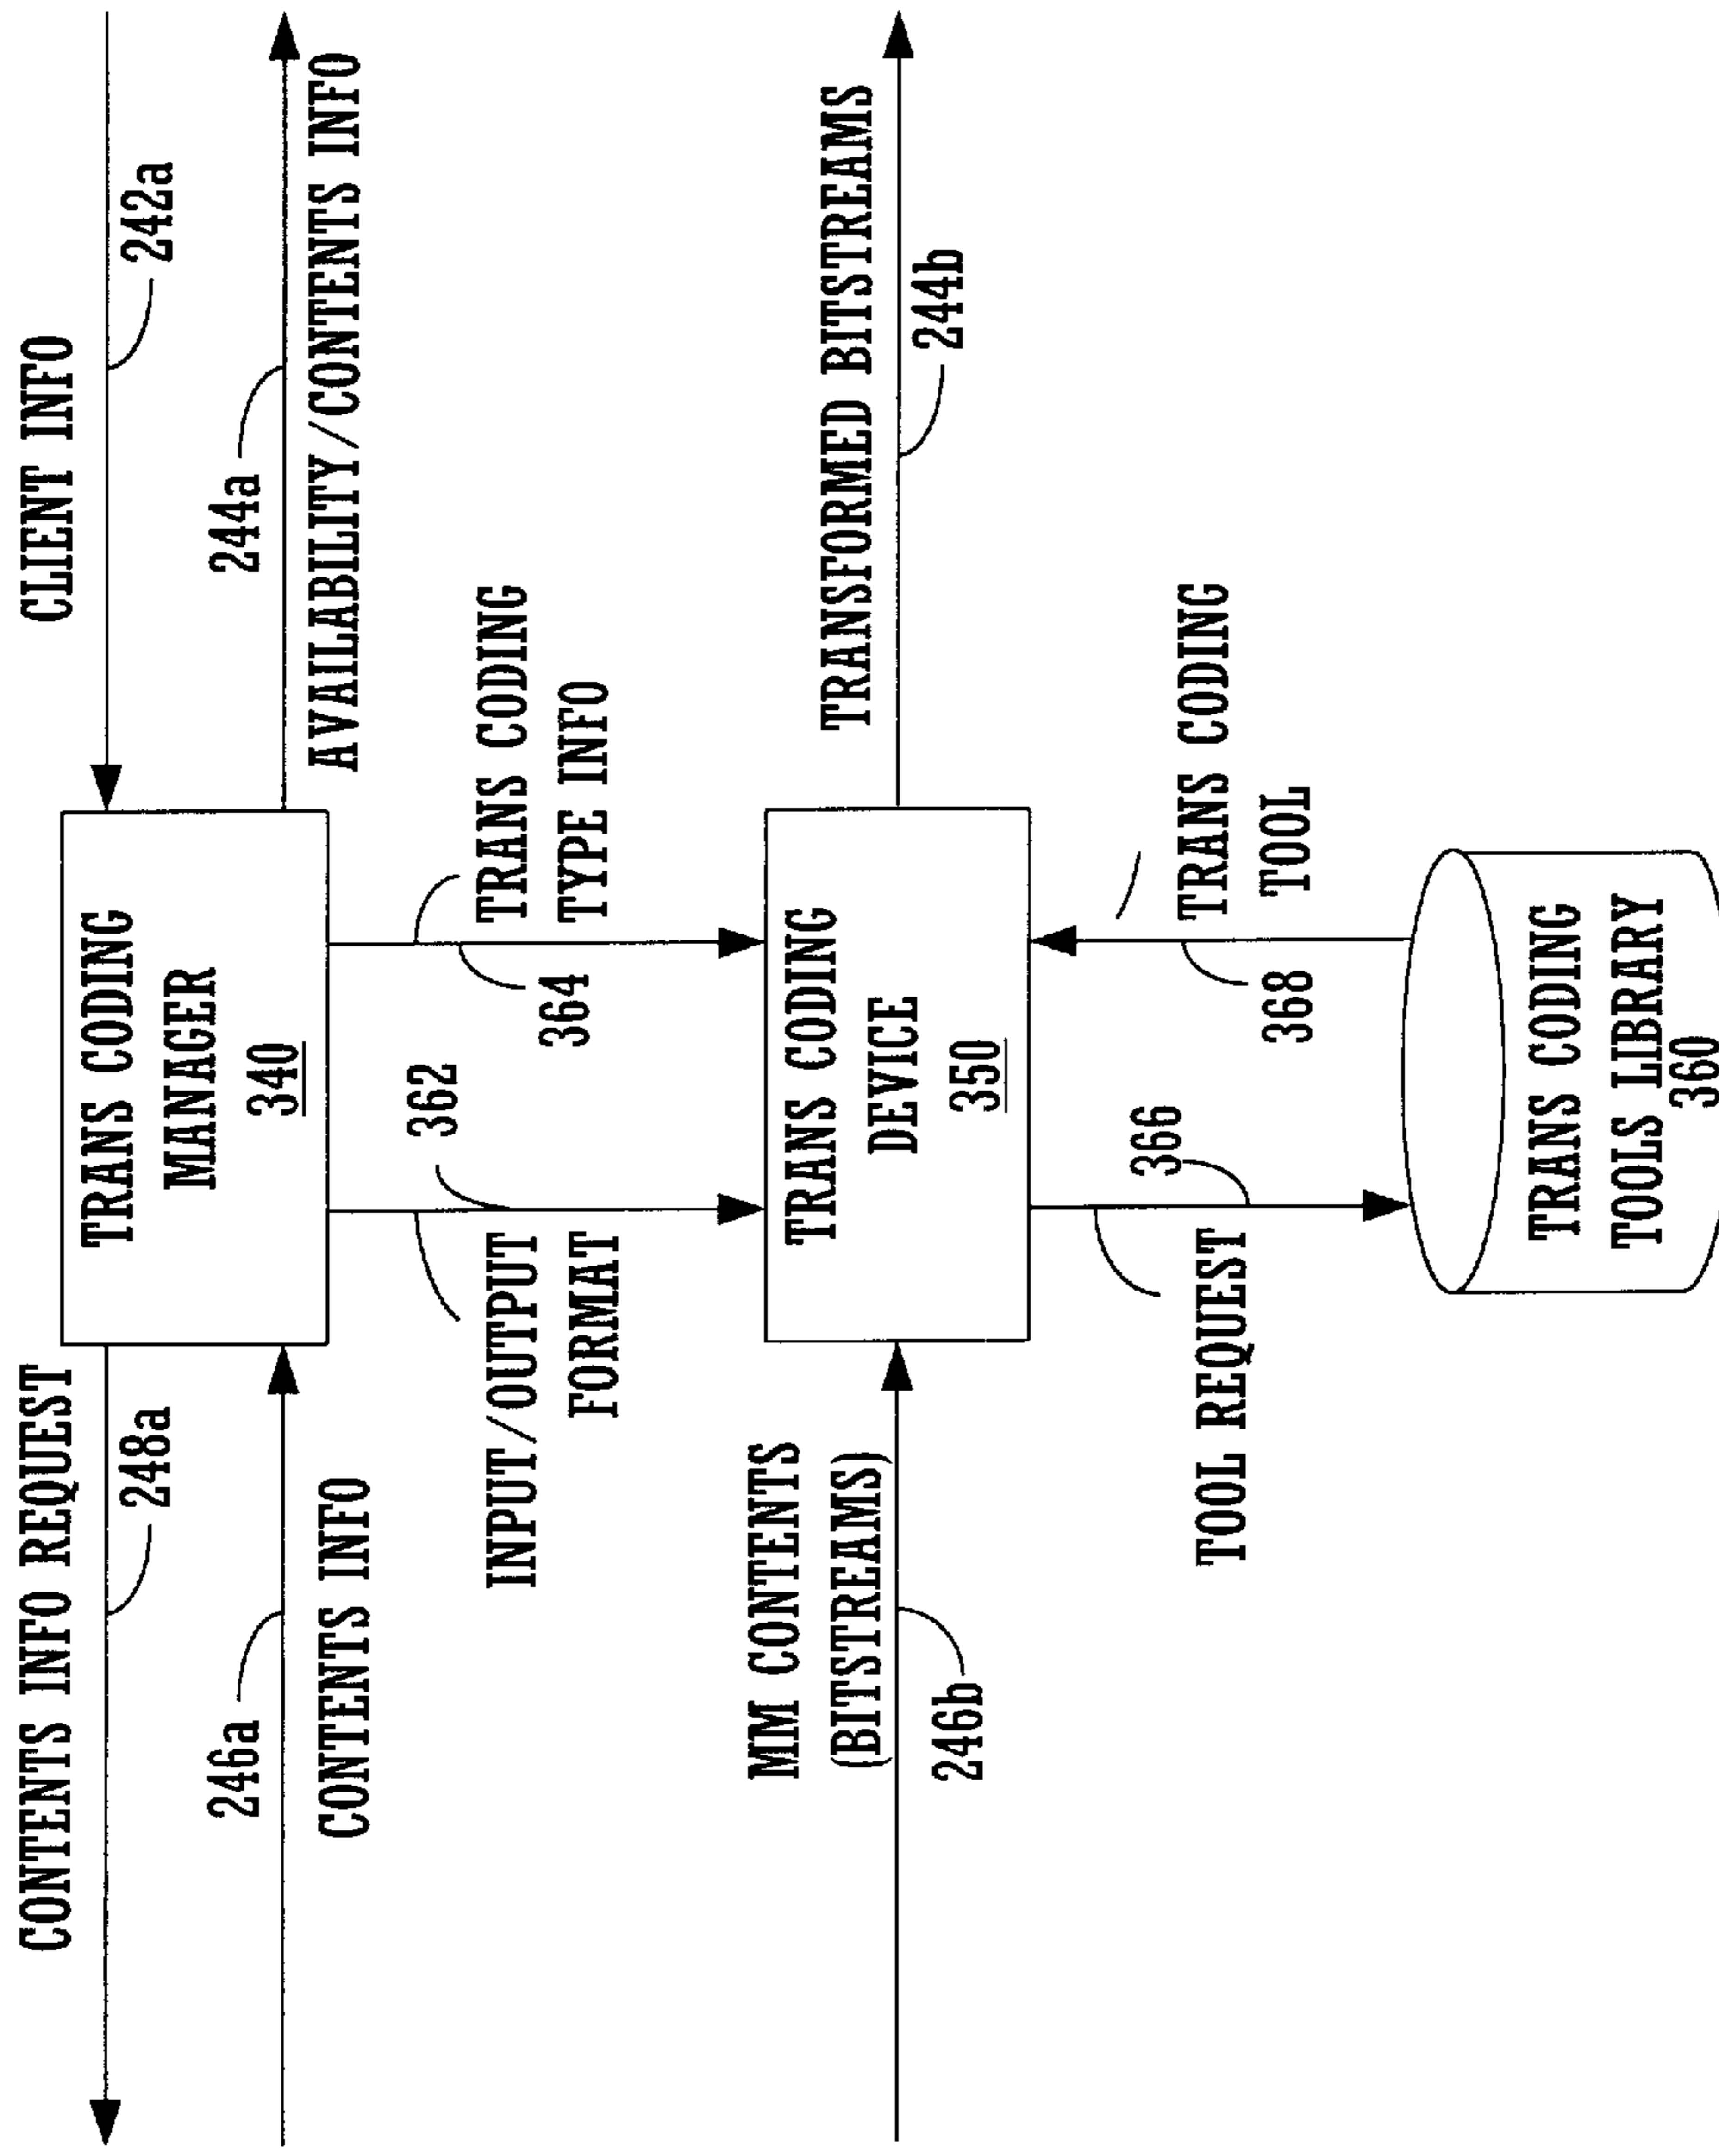 CONTENTS INFO REQUEST
248a
CLIENT INFO
242a
TRANS CODING
MANAGER
340
246a
CONTENTS INFO
244a
AVAILABILITY/CONTENTS INFO
INPUT/OUTPUT
FORMAT
362
364
TRANS CODING
TYPE INFO
MM CONTENTS
(BITSTREAMS)
246b
TRANS CODING
DEVICE
350
TRANSFORMED BITSTREAMS
244b
TOOL REQUEST
366
368
TRANS CODING
TOOL
TRANS CODING
TOOLS LIBRARY
360